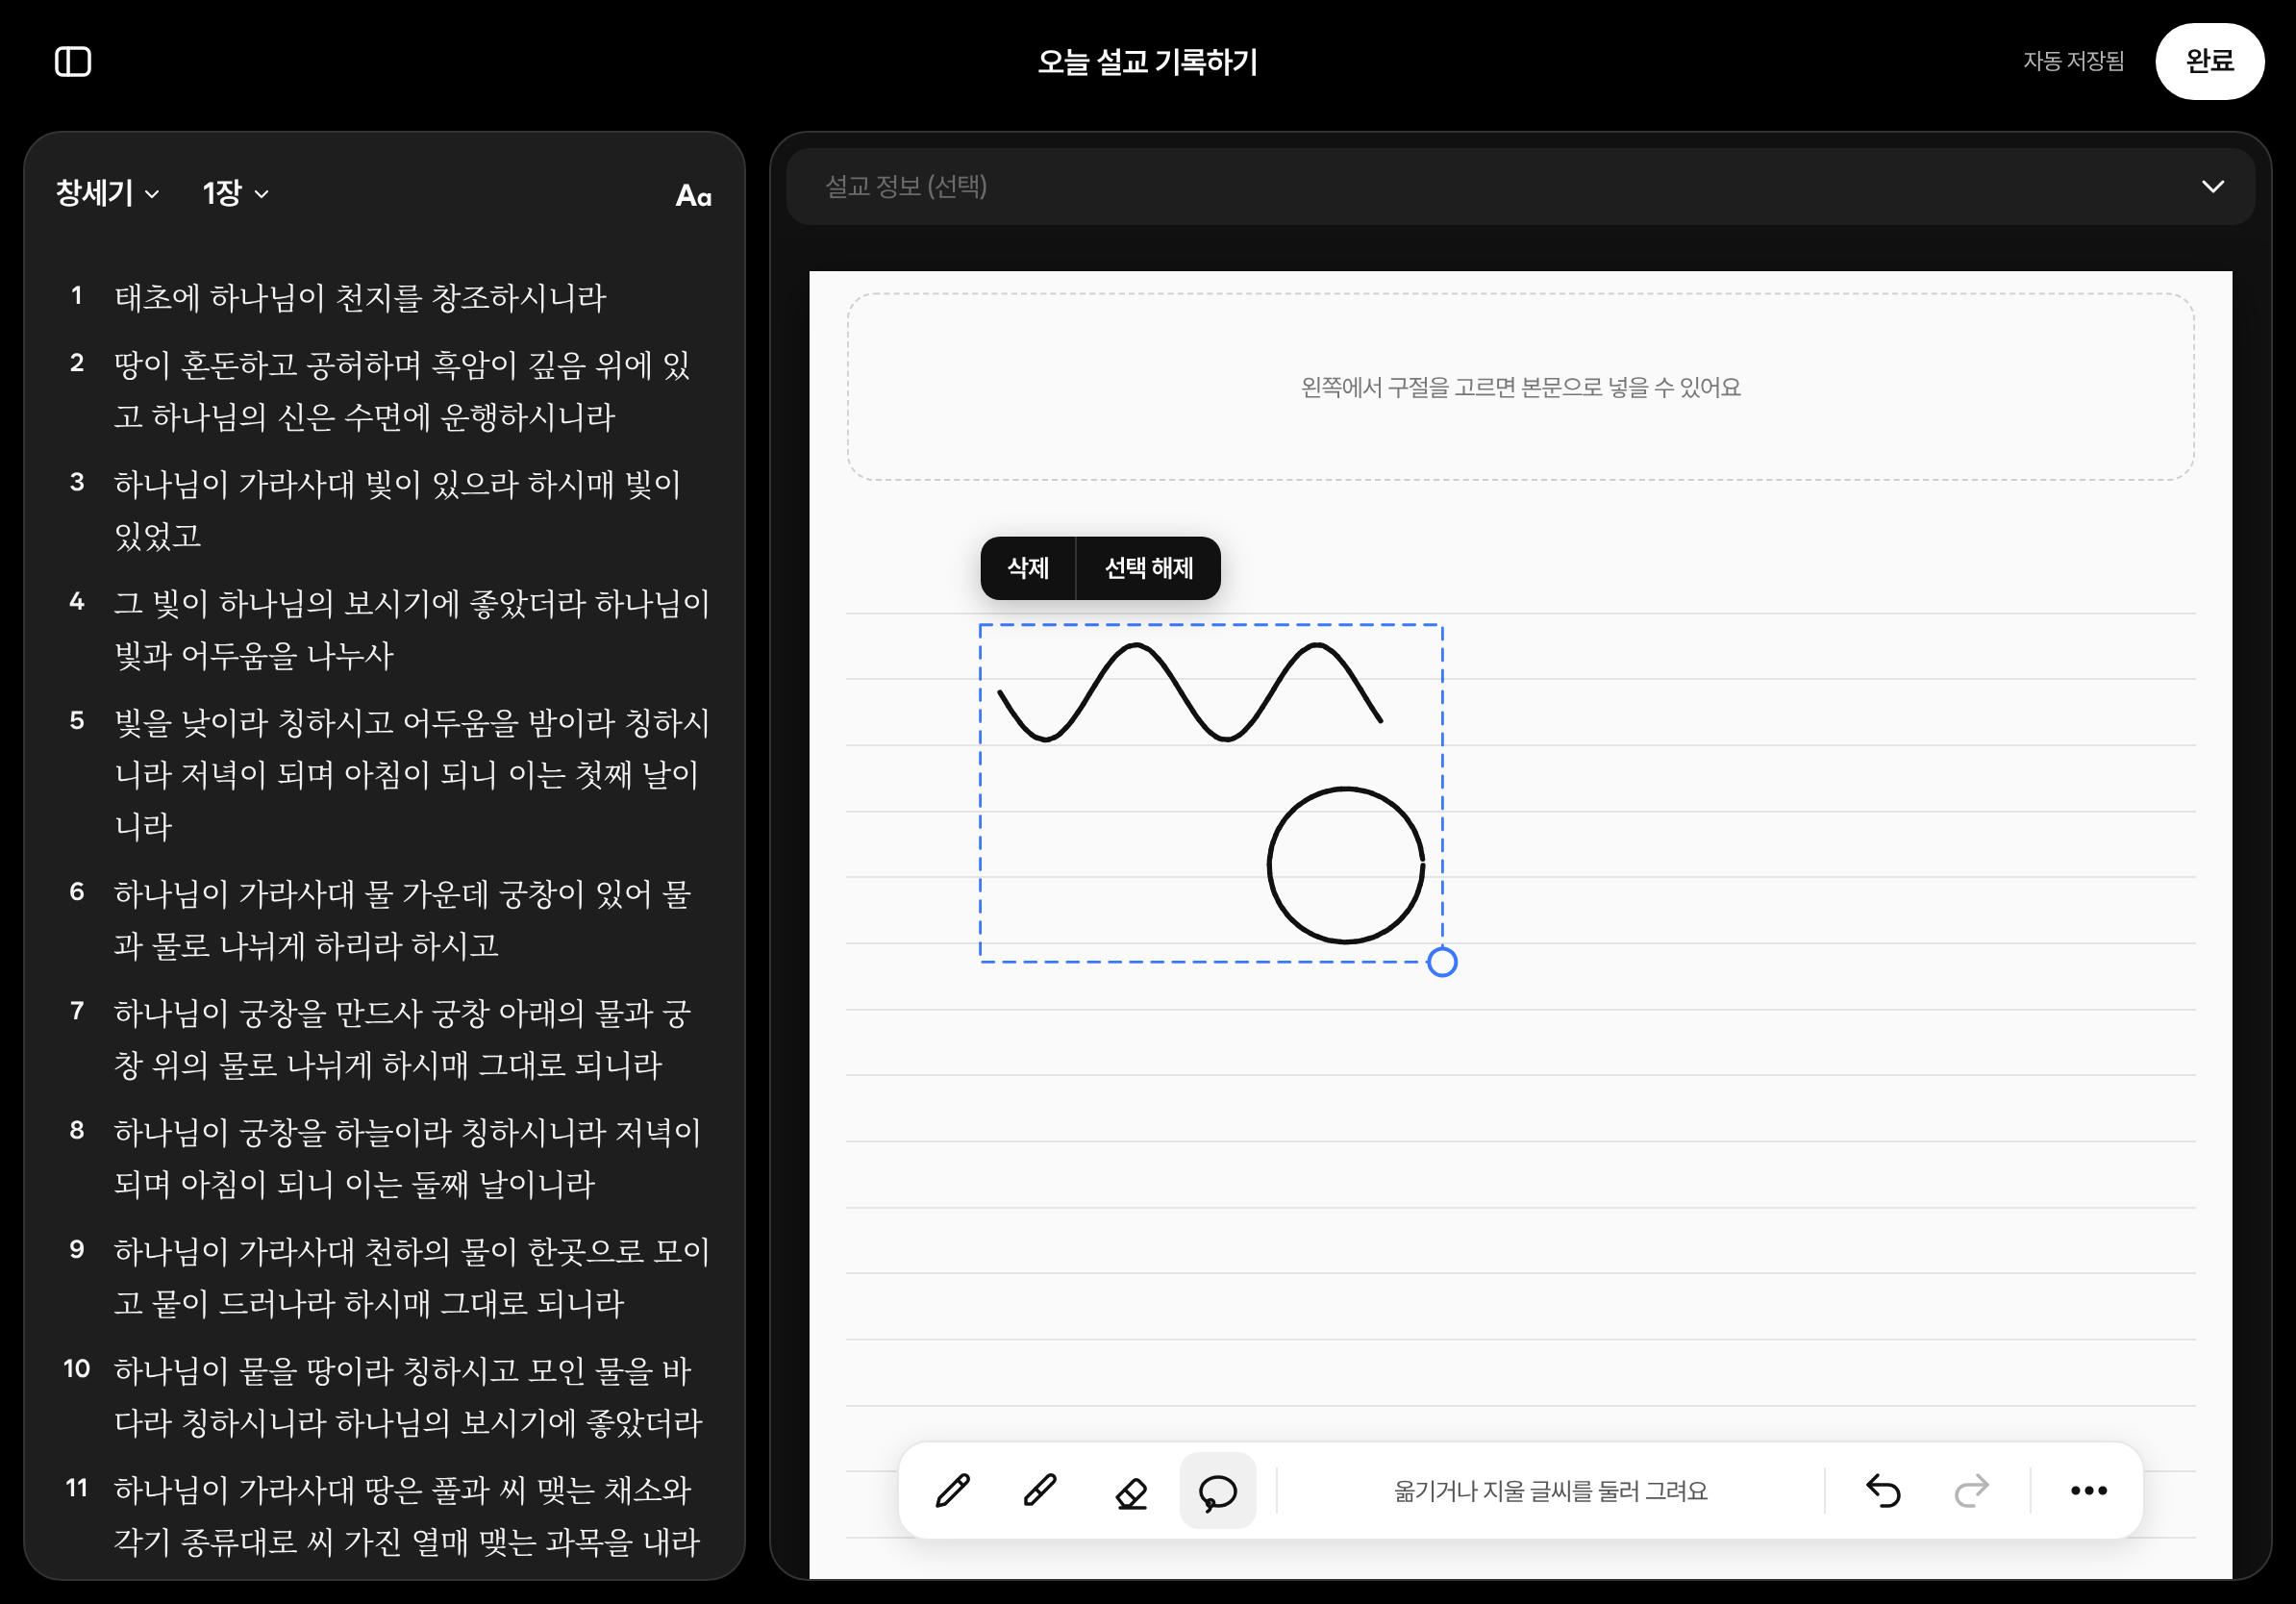 오늘 설교 기록하기
자동 저장됨
완료
창세기
1장
Aa
1 태초에 하나님이 천지를 창조하시니라
2 땅이 혼돈하고 공허하며 흑암이 깊음 위에 있
고 하나님의 신은 수면에 운행하시니라
3 하나님이 가라사대 빛이 있으라 하시매 빛이
있었고
4 그 빛이 하나님의 보시기에 좋았더라 하나님이
빛과 어두움을 나누사
5 빛을 낮이라 칭하시고 어두움을 밤이라 칭하시
니라 저녁이 되며 아침이 되니 이는 첫째 날이
니라
6 하나님이 가라사대 물 가운데 궁창이 있어 물
과 물로 나뉘게 하리라 하시고
7 하나님이 궁창을 만드사 궁창 아래의 물과 궁
창 위의 물로 나뉘게 하시매 그대로 되니라
8 하나님이 궁창을 하늘이라 칭하시니라 저녁이
되며 아침이 되니 이는 둘째 날이니라
9 하나님이 가라사대 천하의 물이 한곳으로 모이
고 뭍이 드러나라 하시매 그대로 되니라
10 하나님이 뭍을 땅이라 칭하시고 모인 물을 바
다라 칭하시니라 하나님의 보시기에 좋았더라
11 하나님이 가라사대 땅은 풀과 씨 맺는 채소와
각기 종류대로 씨 가진 열매 맺는 과목을 내라
설교 정보 (선택)
왼쪽에서 구절을 고르면 본문으로 넣을 수 있어요
삭제
선택 해제
옮기거나 지울 글씨를 둘러 그려요